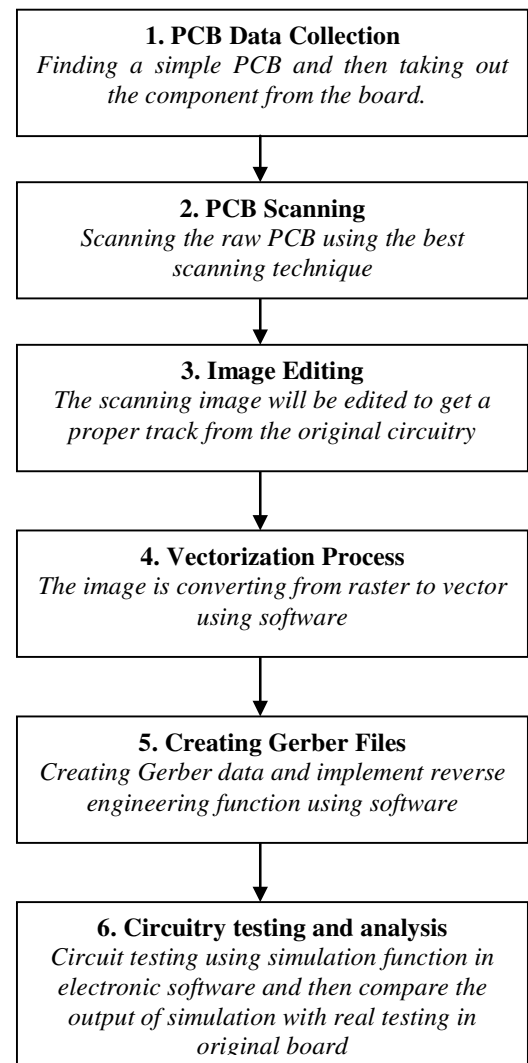 1. PCB Data Collection
Finding a simple PCB and then taking out
the component from the board.
2. PCB Scanning
Scanning the raw PCB using the best
scanning technique
3. Image Editing
The scanning image will be edited to get a
proper track from the original circuitry
4. Vectorization Process
The image is converting from raster to vector
using software
5. Creating Gerber Files
Creating Gerber data and implement reverse
engineering function using software
6. Circuitry testing and analysis
Circuit testing using simulation function in
electronic software and then compare the
output of simulation with real testing in
original board